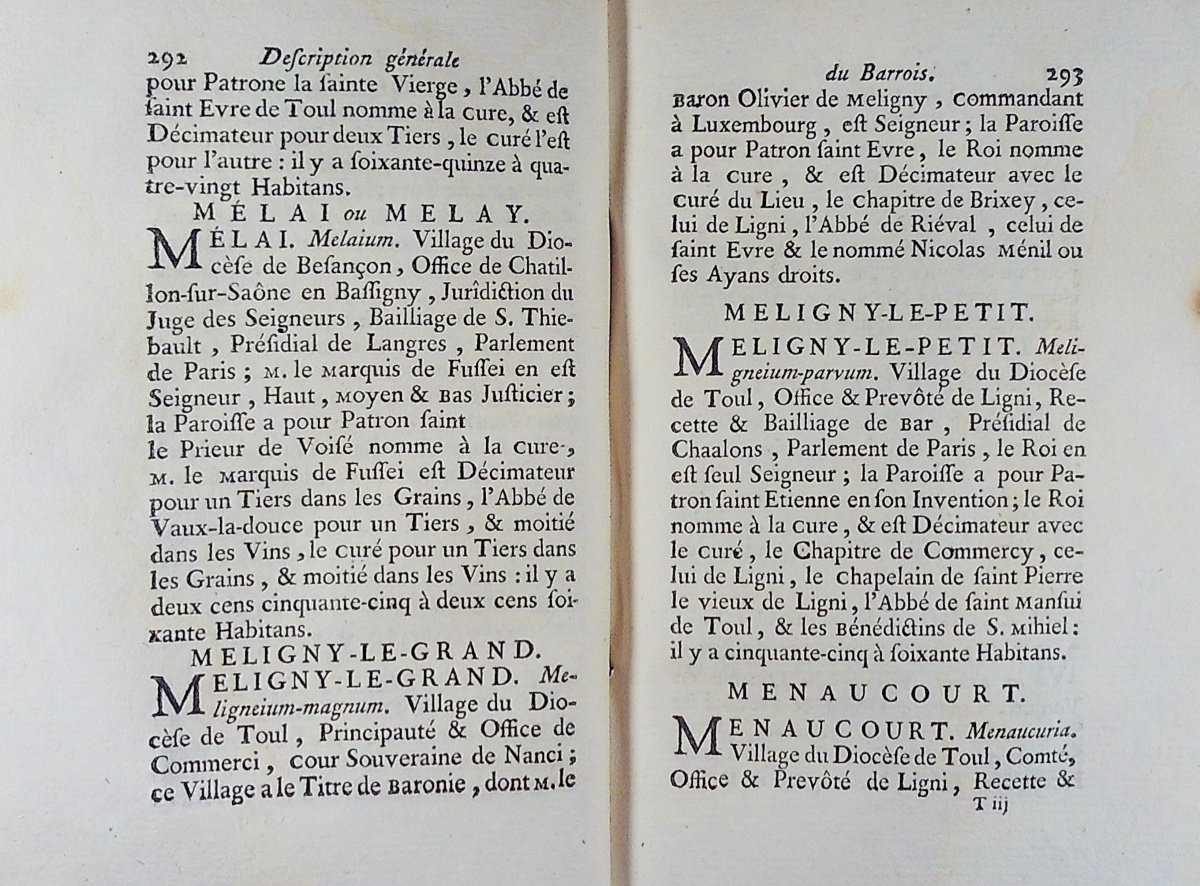 292 Deſcription générale
pour Patrone la ſainte Vierge, l'Abbé de
ſaint Evre de Toul nomme à la cure, & eſt
Décimateur pour deux Tiers, le curé l'eſt
pour l'autre : il y a ſoixante-quinze à qua-
tre-vingt Habitans.
MÉLAI ou MELAY.
MÉLAI. Melaium. Village du Dio-
cèſe de Beſançon, Office de Chatil-
lon-ſur-Saône en Baſſigny, Jurîdiction du
Juge des Seigneurs, Bailliage de S. Thie-
bault, Préſidial de Langres, Parlement
de Paris ; M. le Marquis de Fuſſei en eſt
Seigneur, Haut, Moyen & Bas Juſticier ;
la Paroiſſe a pour Patron ſaint
le Prieur de Voiſé nomme à la cure,
M. le Marquis de Fuſſei eſt Décimateur
pour un Tiers dans les Grains, l'Abbé de
Vaux-la-douce pour un Tiers, & moitié
dans les Vins, le curé pour un Tiers dans
les Grains, & moitié dans les Vins : il y a
deux cens cinquante-cinq à deux cens ſoi-
xante Habitans.
MELIGNY-LE-GRAND.
MELIGNY-LE-GRAND. Me-
ligneium-magnum. Village du Dio-
cèſe de Toul, Principauté & Office de
Commerci, cour Souveraine de Nanci ;
ce Village a le Titre de Baronie, dont M. le
du Barrois. 293
Baron Olivier de Meligny, commandant
à Luxembourg, eſt Seigneur ; la Paroiſſe
a pour Patron ſaint Evre, le Roi nomme
à la cure, & eſt Décimateur avec le
curé du Lieu, le chapitre de Brixey, ce-
lui de Ligni, l'Abbé de Riéval, celui de
ſaint Evre & le nommé Nicolas Ménil ou
ſes Ayans droits.
MELIGNY-LE-PETIT.
MELIGNY-LE-PETIT. Meli-
gneium-parvum. Village du Diocèſe
de Toul, Office & Prevôté de Ligni, Re-
cette & Bailliage de Bar, Préſidial de
Chaalons, Parlement de Paris, le Roi en
eſt ſeul Seigneur ; la Paroiſſe a pour Pa-
tron ſaint Etienne en ſon Invention ; le Roi
nomme à la cure, & eſt Décimateur avec
le curé, le Chapitre de Commercy, ce-
lui de Ligni, le chapelain de ſaint Pierre
le vieux de Ligni, l'Abbé de ſaint Manſui
de Toul, & les Bénédictins de S. Mihiel :
il y a cinquante-cinq à ſoixante Habitans.
MENAUCOURT.
MENAUCOURT. Menaucuria.
Village du Diocèſe de Toul, Comté,
Office & Prevôté de Ligni, Recette &
T iij